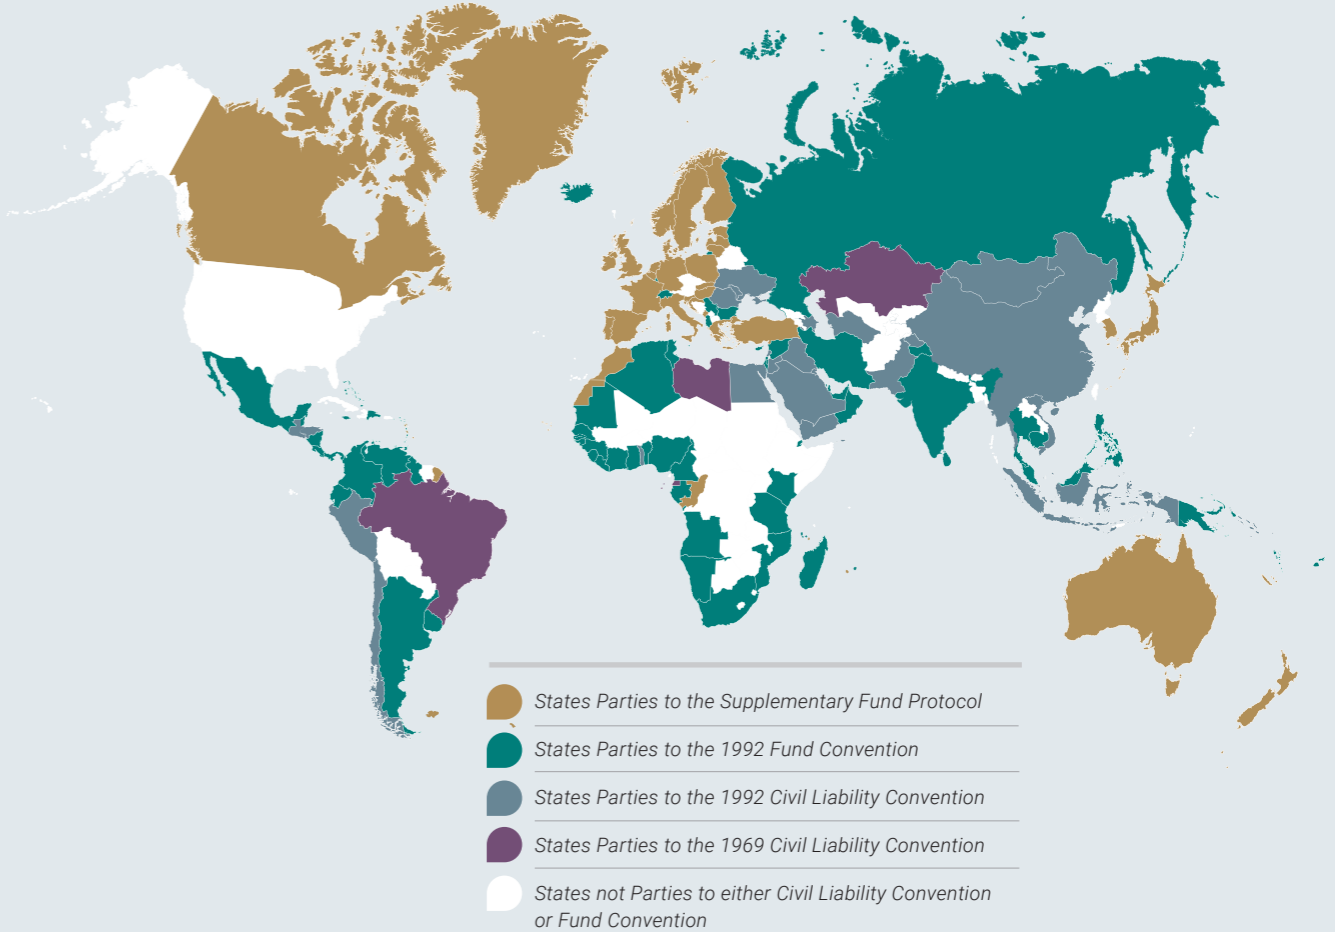 States Parties to the Supplementary Fund Protocol
States Parties to the 1992 Fund Convention
States Parties to the 1992 Civil Liability Convention
States Parties to the 1969 Civil Liability Convention
States not Parties to either Civil Liability Convention
or Fund Convention